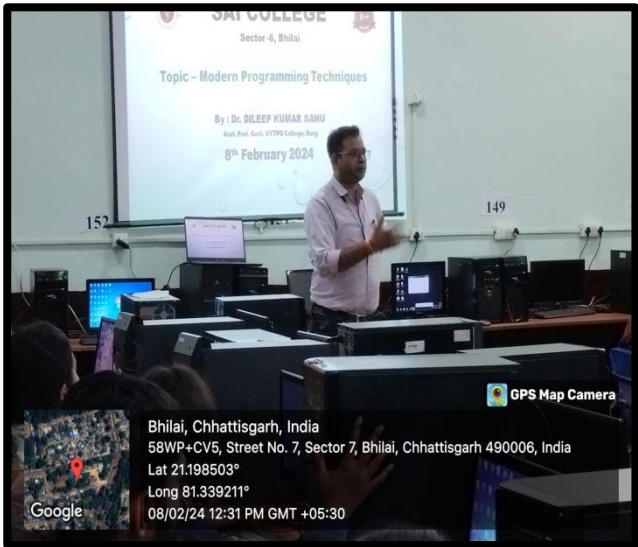 SAI COLLEGE
Sector -6, Bhilai
Topic – Modern Programming Techniques
By : Dr. DILEEP KUMAR SAHU
Asst. Prof. Govt. VYTPG College, Durg
8th February 2024
152
149
GPS Map Camera
Bhilai, Chhattisgarh, India
58WP+CV5, Street No. 7, Sector 7, Bhilai, Chhattisgarh 490006, India
Lat 21.198503°
Long 81.339211°
08/02/24 12:31 PM GMT +05:30
Google